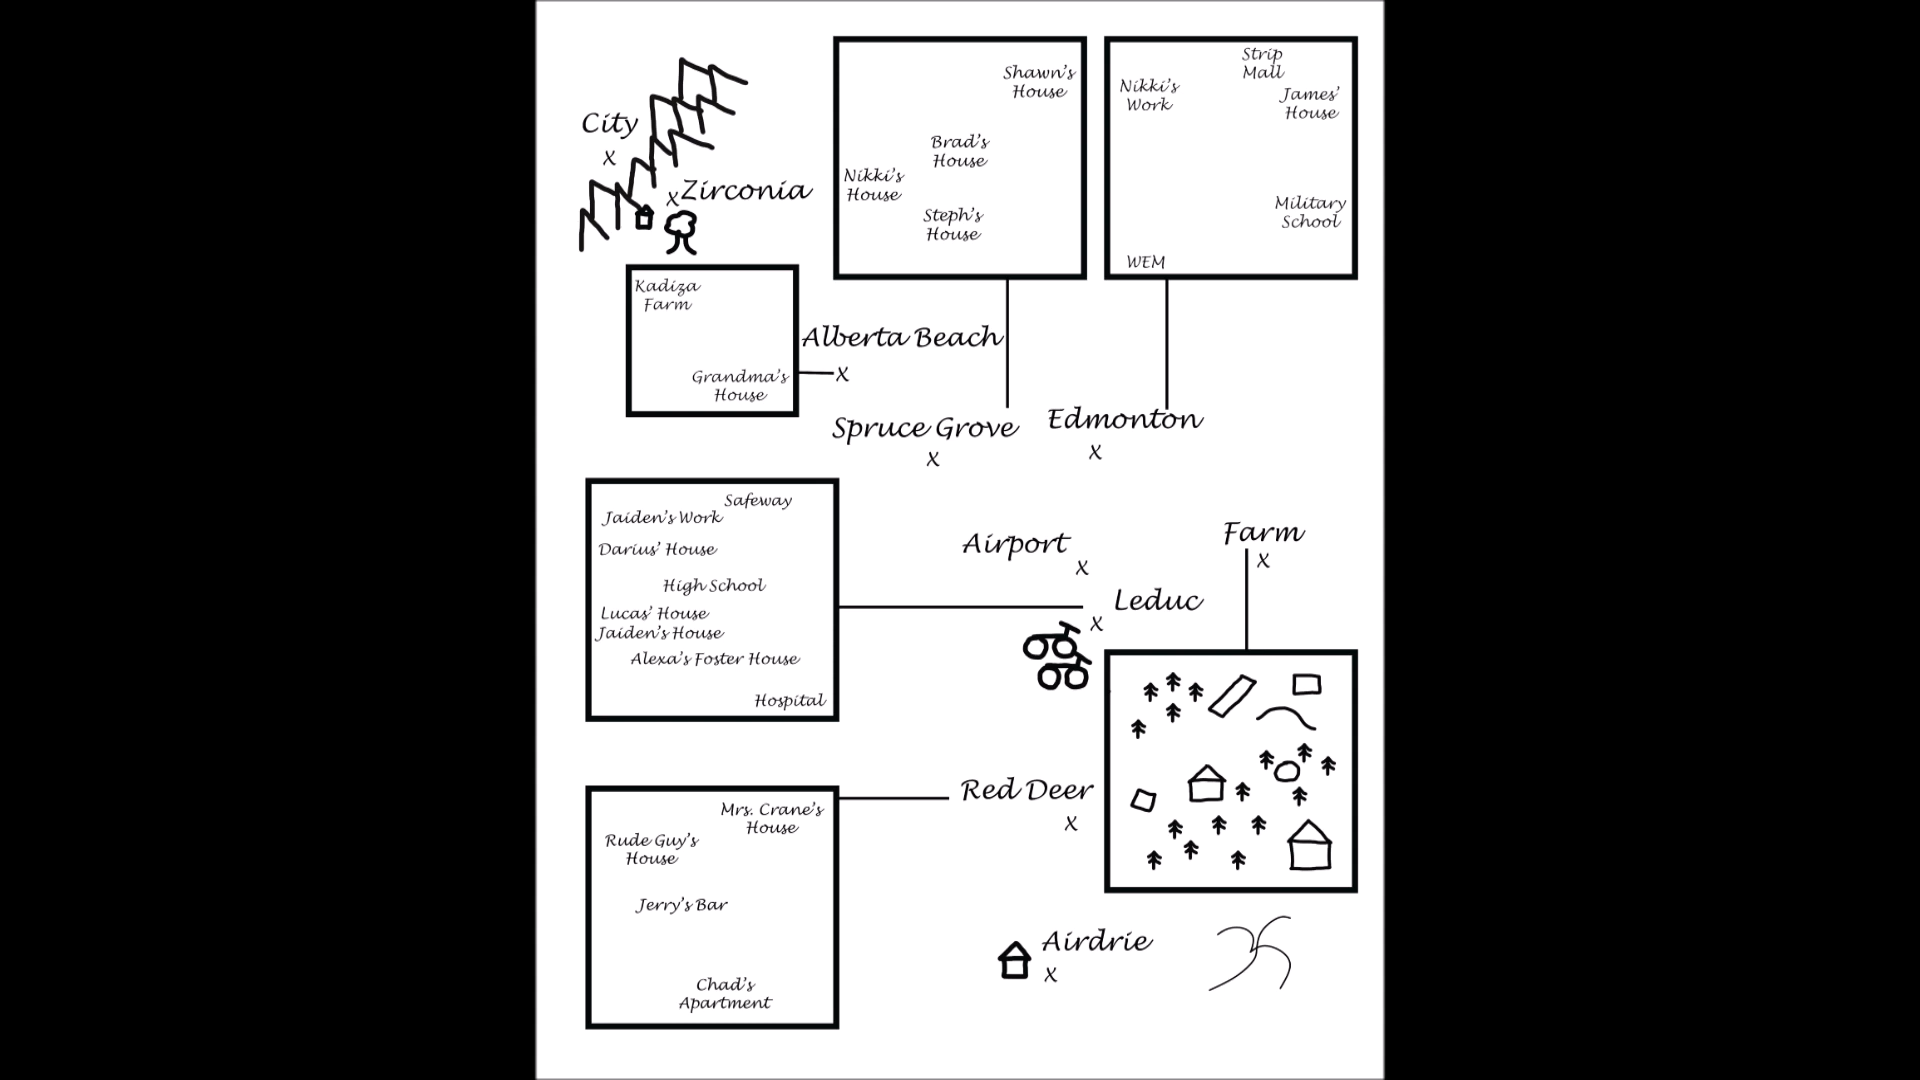 City
x
xZirconia
Shawn's
House
Brad's
House
Nikki's
House
Steph's
House
Strip
Mall
Nikki's
Work
James'
House
Military
School
WEM
Kadiza
Farm
Grandma's
House
Alberta Beach
x
Spruce Grove
x
Edmonton
x
Safeway
Jaiden's Work
Darius' House
High School
Lucas' House
Jaiden's House
Alexa's Foster House
Hospital
Airport
x
Leduc
x
Farm
x
Mrs. Crane's
House
Rude Guy's
House
Jerry's Bar
Chad's
Apartment
Red Deer
x
Airdrie
x